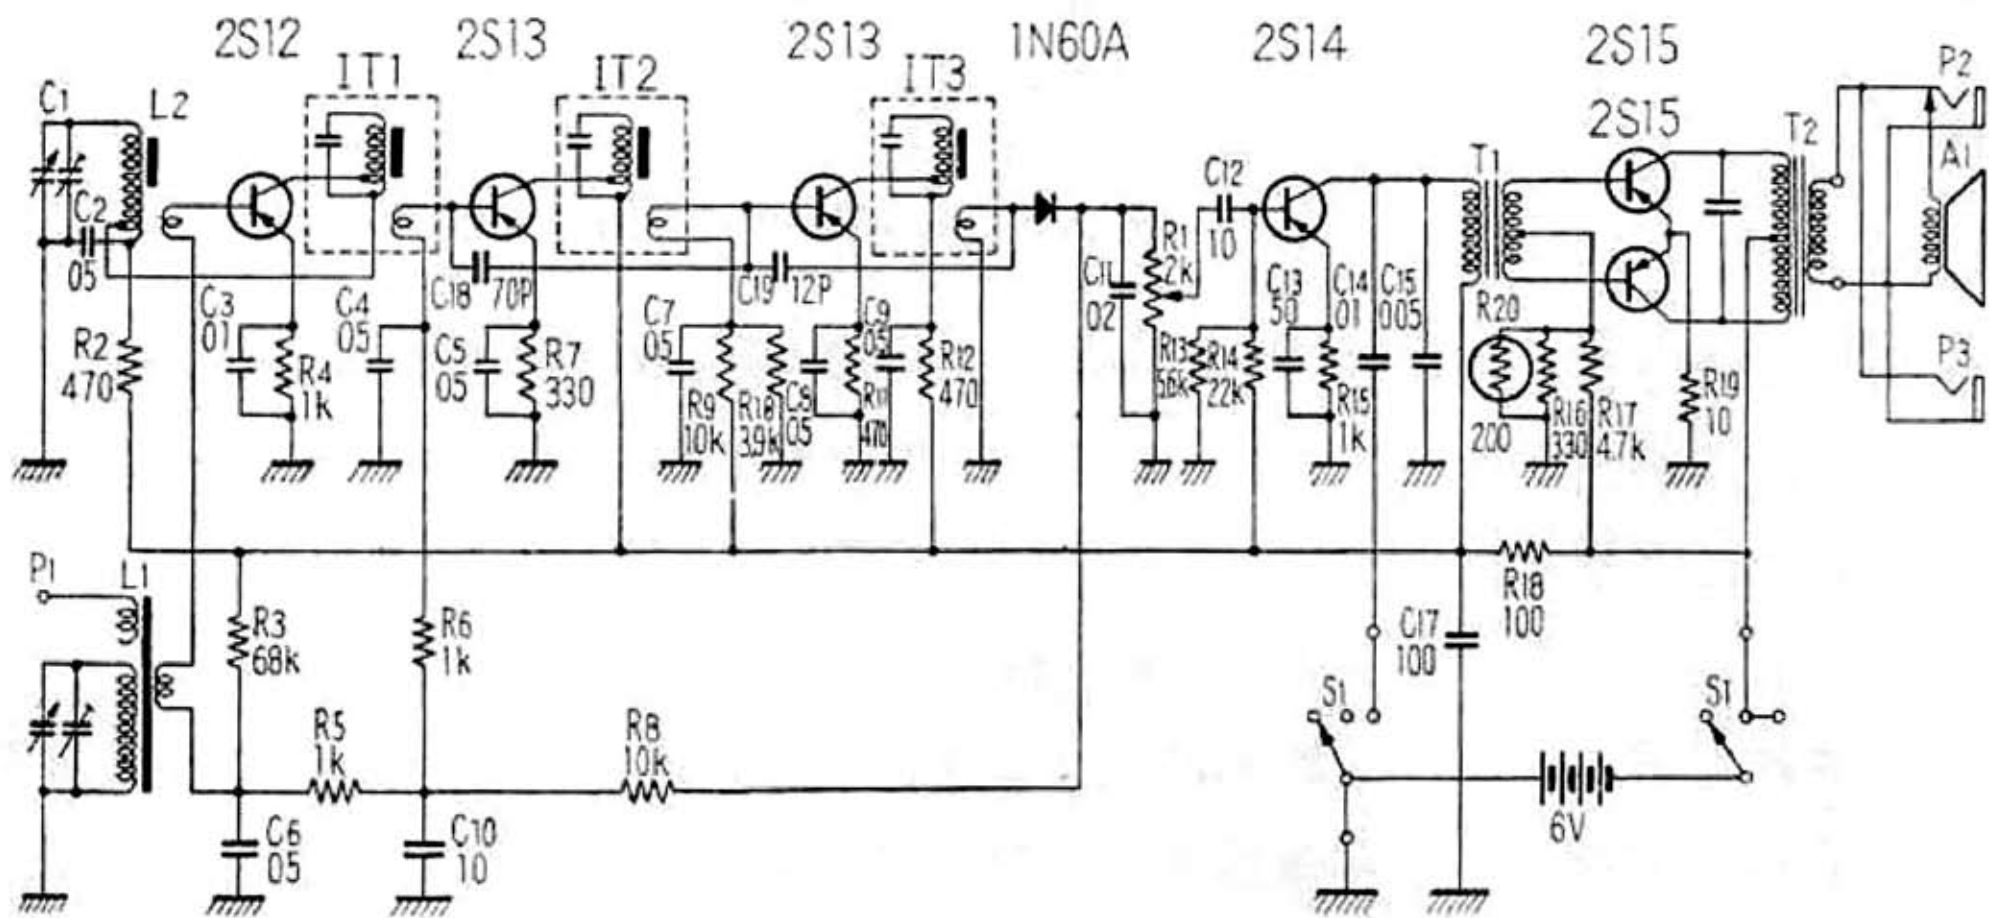 2S12
2S13
2S13
1N60A
2S14
2S15
2S15
IT1
IT2
IT3
C1
L2
C2
05
R2
470
C3
01
R4
1k
C4
05
C5
05
R7
330
C18
70P
C7
05
R9
10k
C19
12P
R18
3.9k
C8
05
C9
05
R11
470
R12
470
C11
02
R1
2k
C12
10
R13
5.6k
R14
22k
C13
50
C14
01
R15
1k
C15
005
T1
R20
200
R16
330
R17
4.7k
R19
10
T2
P2
A1
P3
P1
L1
R3
68k
R6
1k
R5
1k
R8
10k
C6
05
C10
10
R18
100
C17
100
S1
S1
6V